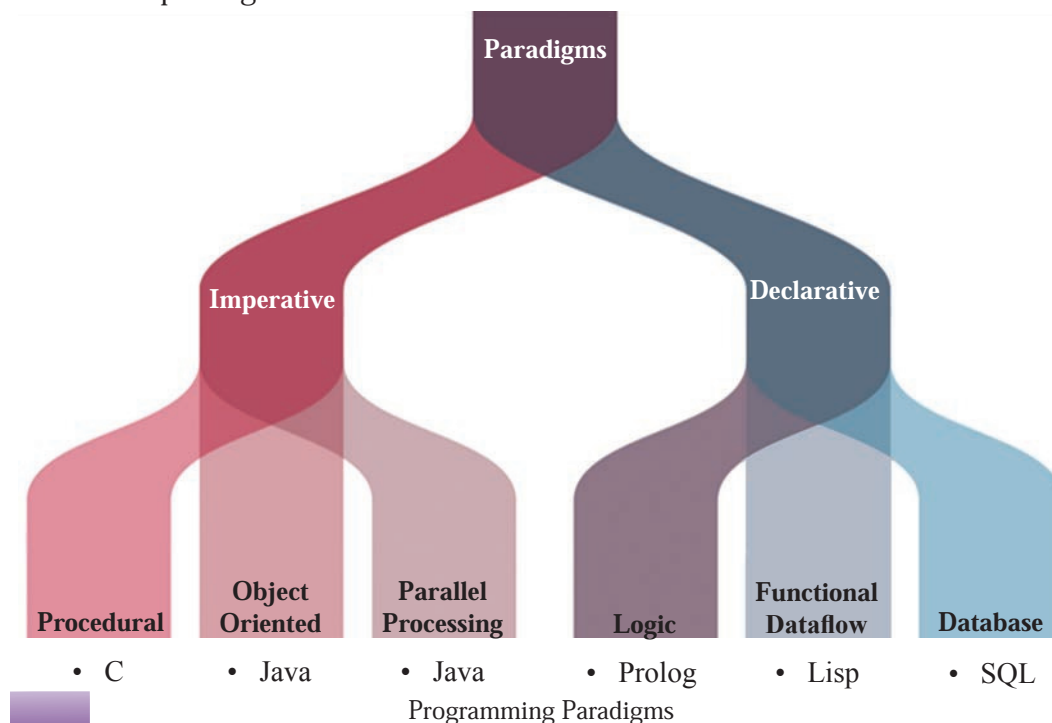 Paradigms
Imperative
Declarative
Procedural
Object
Oriented
Parallel
Processing
Logic
Functional
Dataflow
Database
• C
• Java
• Java
• Prolog
• Lisp
• SQL
Programming Paradigms